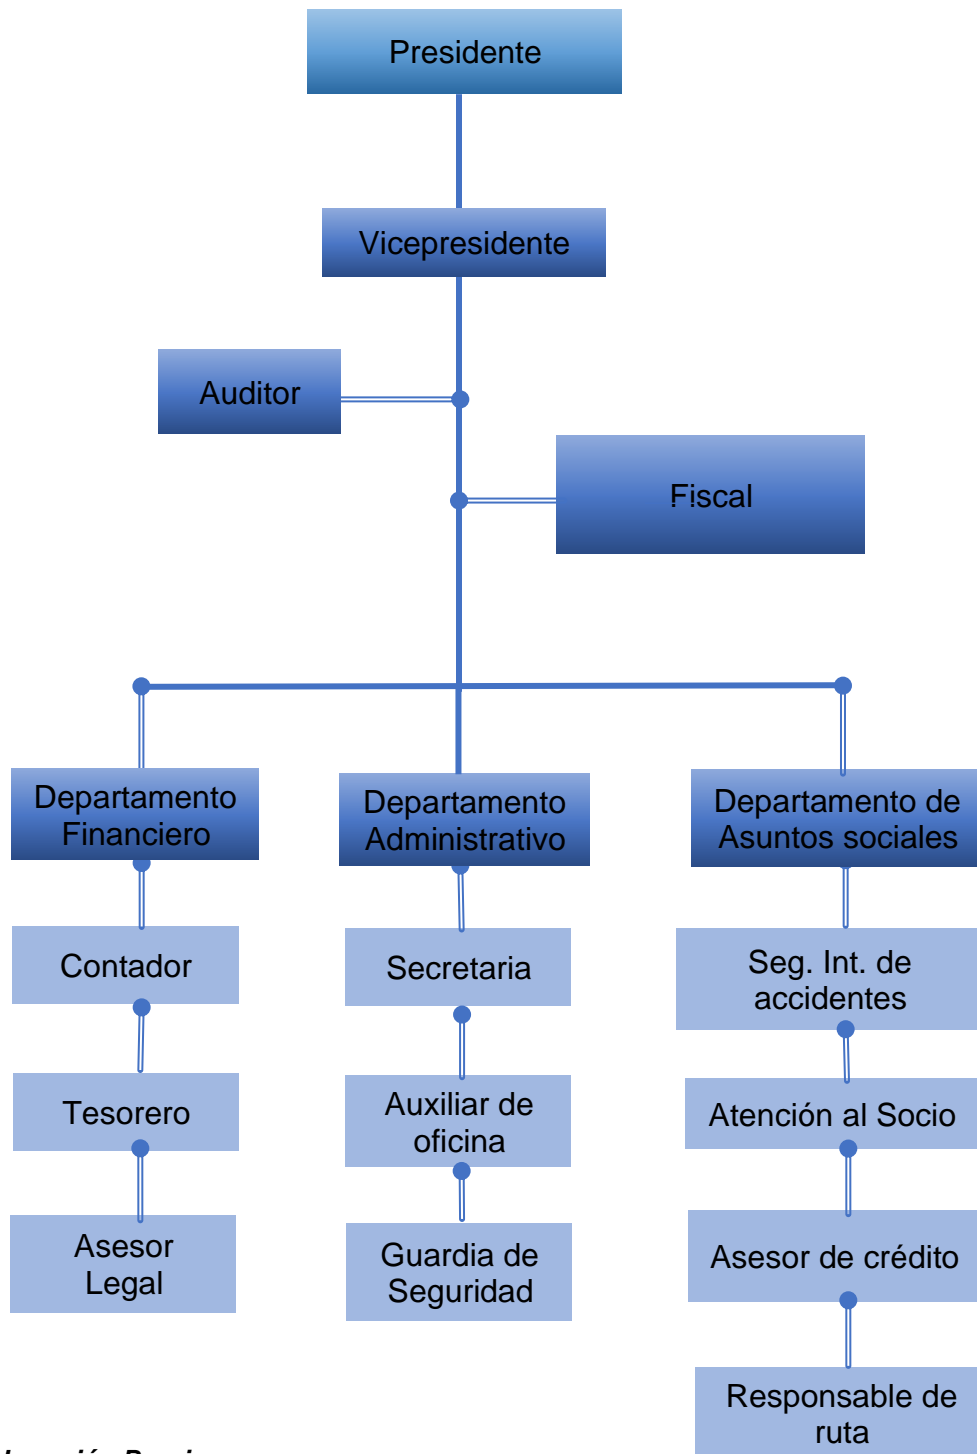 Presidente
Vicepresidente
Auditor
Fiscal
Departamento
Financiero
Departamento
Administrativo
Departamento de
Asuntos sociales
Contador
Secretaria
Seg. Int. de
accidentes
Tesorero
Auxiliar de
oficina
Atención al Socio
Asesor
Legal
Guardia de
Seguridad
Asesor de crédito
Responsable de
ruta